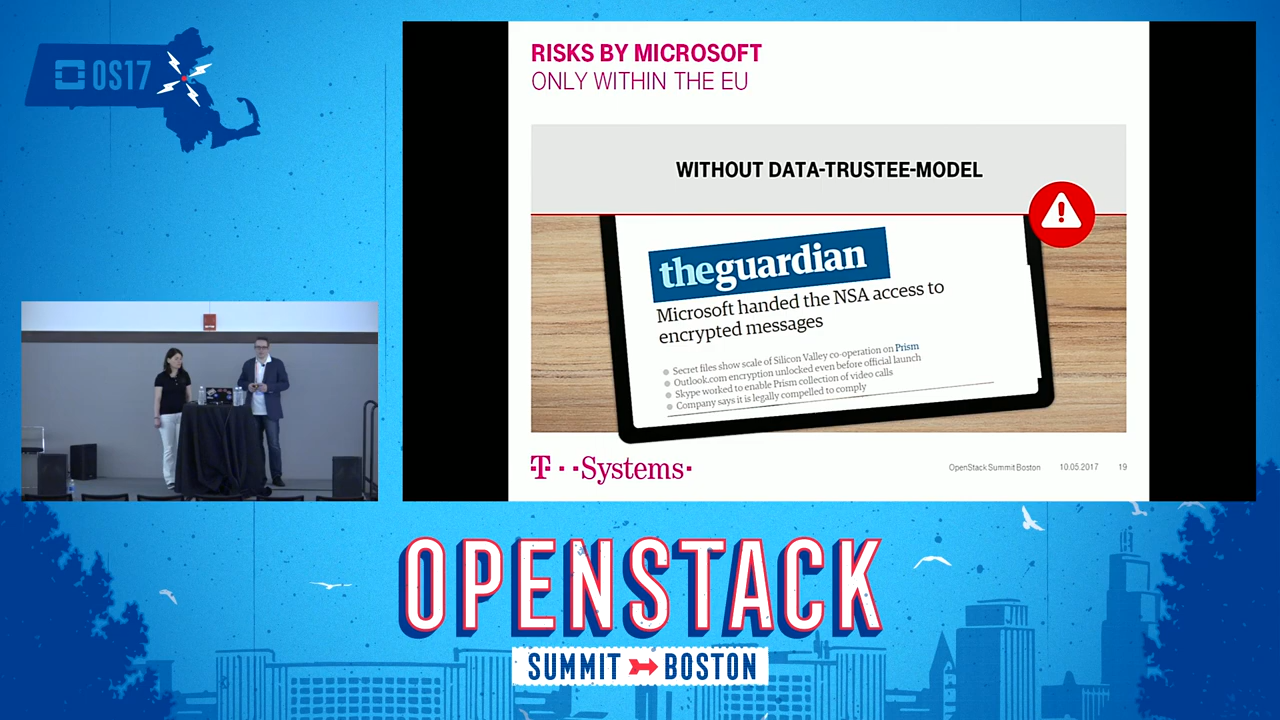 OS17
RISKS BY MICROSOFT
ONLY WITHIN THE EU
WITHOUT DATA-TRUSTEE-MODEL
theguardian
Microsoft handed the NSA access to
encrypted messages
Secret files show scale of Silicon Valley co-operation on Prism
Outlook.com encryption unlocked even before official launch
Skype worked to enable Prism collection of video calls
Company says it is legally compelled to comply
T··Systems·
OpenStack Summit Boston 10.05.2017 19
OPENSTACK
SUMMIT BOSTON